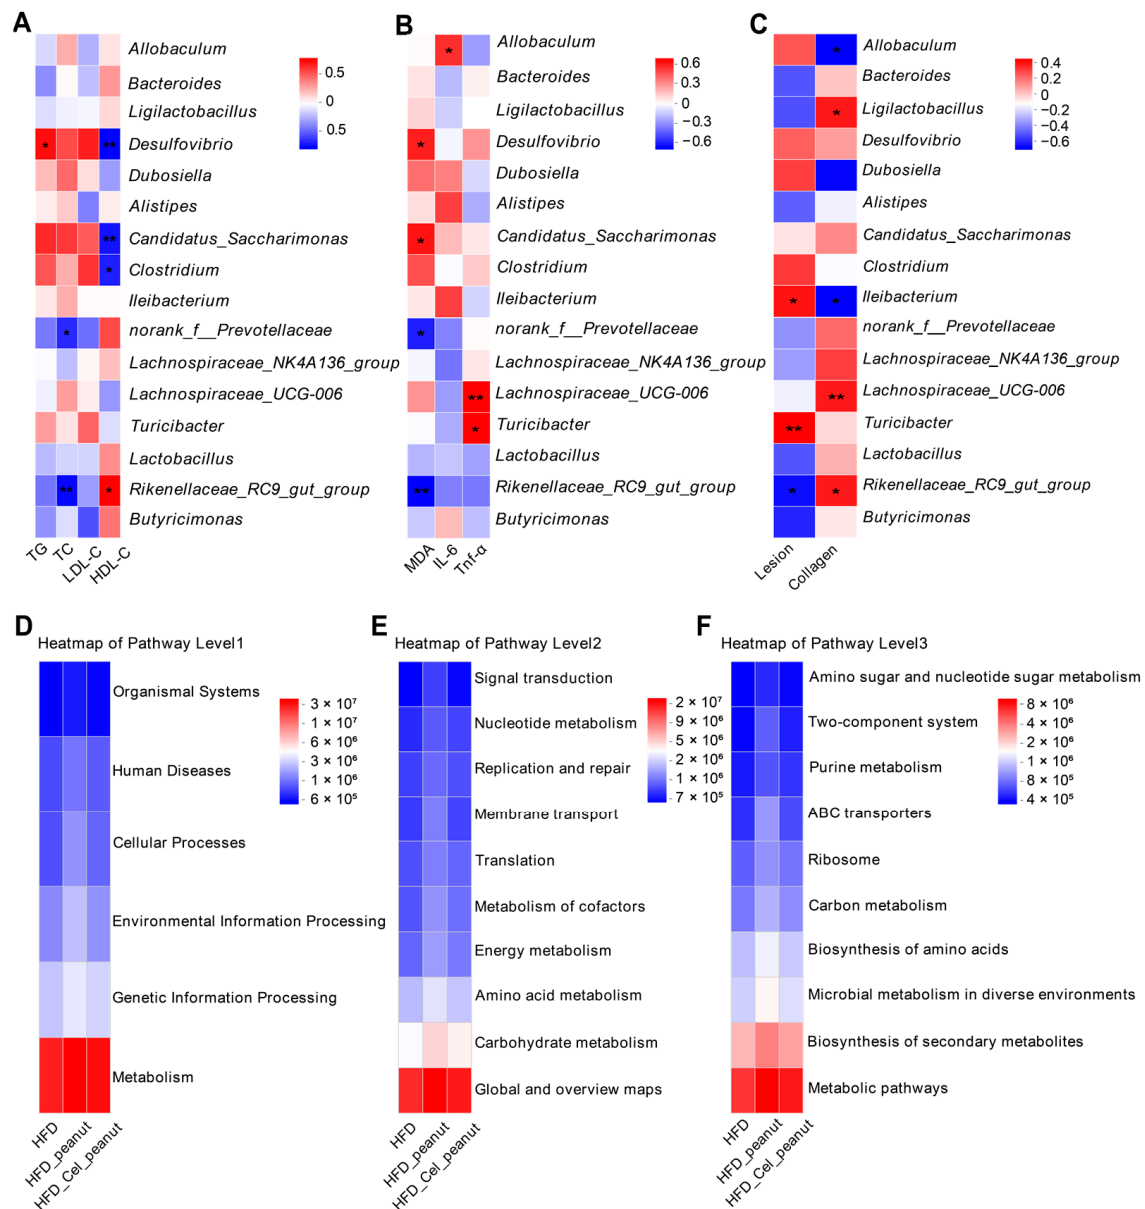 A
Allobaculum
Bacteroides
Ligilactobacillus
Desulfovibrio
Dubosiella
Alistipes
Candidatus_Saccharimonas
Clostridium
Ileibacterium
norank_f__Prevotellaceae
Lachnospiraceae_NK4A136_group
Lachnospiraceae_UCG-006
Turicibacter
Lactobacillus
Rikenellaceae_RC9_gut_group
Butyricimonas
*
**
**
*
*
**
*
TG
TC
LDL-C
HDL-C
0.5
0
0.5
B
Allobaculum
Bacteroides
Ligilactobacillus
Desulfovibrio
Dubosiella
Alistipes
Candidatus_Saccharimonas
Clostridium
Ileibacterium
norank_f__Prevotellaceae
Lachnospiraceae_NK4A136_group
Lachnospiraceae_UCG-006
Turicibacter
Lactobacillus
Rikenellaceae_RC9_gut_group
Butyricimonas
*
*
*
*
**
*
**
MDA
IL-6
Tnf-α
0.6
0.3
0
−0.3
−0.6
C
Allobaculum
Bacteroides
Ligilactobacillus
Desulfovibrio
Dubosiella
Alistipes
Candidatus_Saccharimonas
Clostridium
Ileibacterium
norank_f__Prevotellaceae
Lachnospiraceae_NK4A136_group
Lachnospiraceae_UCG-006
Turicibacter
Lactobacillus
Rikenellaceae_RC9_gut_group
Butyricimonas
*
*
* *
**
**
* *
Lesion
Collagen
0.4
0.2
0
−0.2
−0.4
−0.6
D
Heatmap of Pathway Level1
Organismal Systems
Human Diseases
Cellular Processes
Environmental Information Processing
Genetic Information Processing
Metabolism
HFD
HFD_peanut
HFD_Cel_peanut
3 × 10⁷
1 × 10⁷
6 × 10⁶
3 × 10⁶
1 × 10⁶
6 × 10⁵
E
Heatmap of Pathway Level2
Signal transduction
Nucleotide metabolism
Replication and repair
Membrane transport
Translation
Metabolism of cofactors
Energy metabolism
Amino acid metabolism
Carbohydrate metabolism
Global and overview maps
HFD
HFD_peanut
HFD_Cel_peanut
2 × 10⁷
9 × 10⁶
5 × 10⁶
2 × 10⁶
1 × 10⁶
7 × 10⁵
F
Heatmap of Pathway Level3
Amino sugar and nucleotide sugar metabolism
Two-component system
Purine metabolism
ABC transporters
Ribosome
Carbon metabolism
Biosynthesis of amino acids
Microbial metabolism in diverse environments
Biosynthesis of secondary metabolites
Metabolic pathways
HFD
HFD_peanut
HFD_Cel_peanut
8 × 10⁶
4 × 10⁶
2 × 10⁶
1 × 10⁶
8 × 10⁵
4 × 10⁵